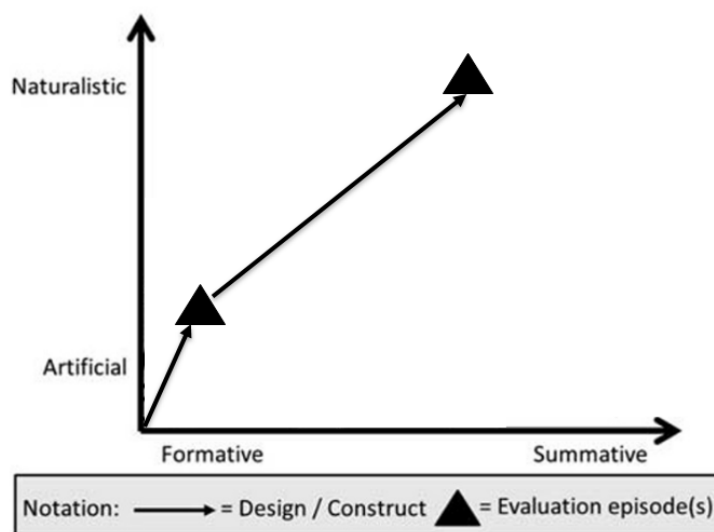 Naturalistic
Artificial
Formative Summative
Notation: = Design / Construct = Evaluation episode(s)